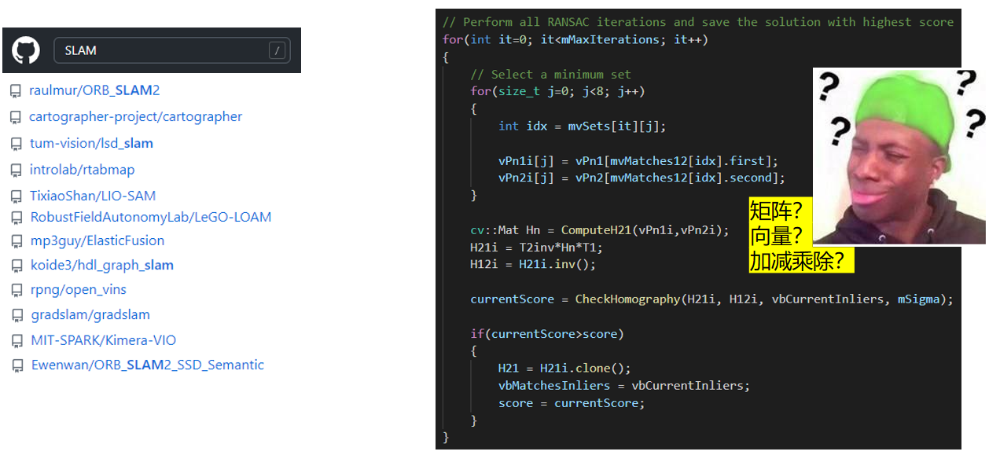 SLAM /
raulmur/ORB_SLAM2
cartographer-project/cartographer
tum-vision/lsd_slam
introlab/rtabmap
TixiaoShan/LIO-SAM
RobustFieldAutonomyLab/LeGO-LOAM
mp3guy/ElasticFusion
koide3/hdl_graph_slam
rpng/open_vins
gradslam/gradslam
MIT-SPARK/Kimera-VIO
Ewenwan/ORB_SLAM2_SSD_Semantic
// Perform all RANSAC iterations and save the solution with highest score
for(int it=0; it<mMaxIterations; it++)
{
    // Select a minimum set
    for(size_t j=0; j<8; j++)
    {
        int idx = mvSets[it][j];
        vPn1i[j] = vPn1[mvMatches12[idx].first];
        vPn2i[j] = vPn2[mvMatches12[idx].second];
    }
    cv::Mat Hn = ComputeH21(vPn1i,vPn2i);
    H21i = T2inv*Hn*T1;
    H12i = H21i.inv();
    currentScore = CheckHomography(H21i, H12i, vbCurrentInliers, mSigma);
    if(currentScore>score)
    {
        H21 = H21i.clone();
        vbMatchesInliers = vbCurrentInliers;
        score = currentScore;
    }
}
? ?
? ?
矩阵?
向量?
加减乘除?